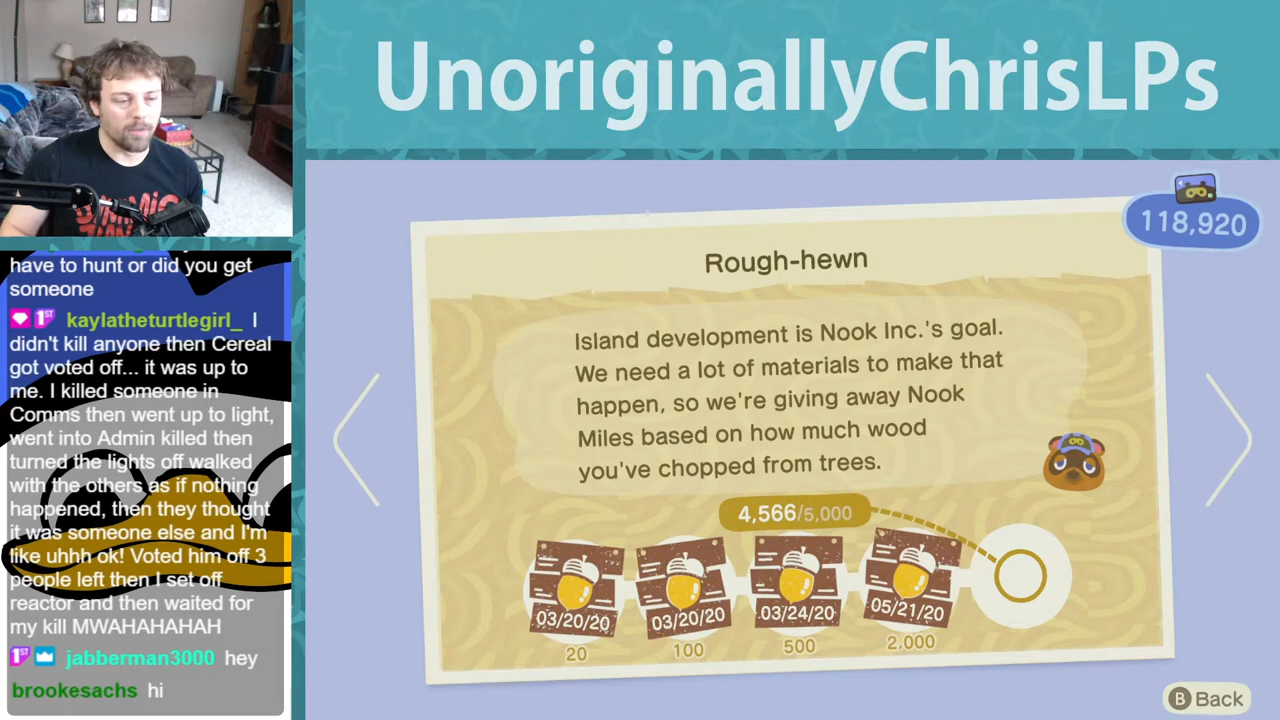 UnoriginallyChrisLPs
118,920
Rough-hewn
Island development is Nook Inc.'s goal.
We need a lot of materials to make that
happen, so we're giving away Nook
Miles based on how much wood
you've chopped from trees.
4,566/5,000
03/20/20
03/20/20
03/24/20
05/21/20
20
100
500
2,000
B Back
have to hunt or did you get
someone
kaylatheturtlegirl_ I
didn't kill anyone then Cereal
got voted off... it was up to
me. I killed someone in
Comms then went up to light,
went into Admin killed then
turned the lights off walked
with the others as if nothing
happened, then they thought
it was someone else and I'm
like uhhh ok! Voted him off 3
people left then I set off
reactor and then waited for
my kill MWAHAHAHAH
jabberman3000 hey
brookesachs hi